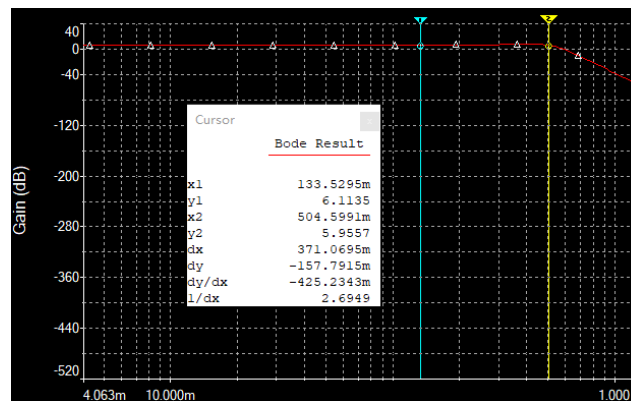 1
2
40
0
-40
-120
-200
-280
-360
-440
-520
Gain (dB)
Cursor
x
Bode Result
x1 133.5295m
y1 6.1135
x2 504.5991m
y2 5.9557
dx 371.0695m
dy -157.7915m
dy/dx -425.2343m
1/dx 2.6949
4.063m 10.000m 1.000